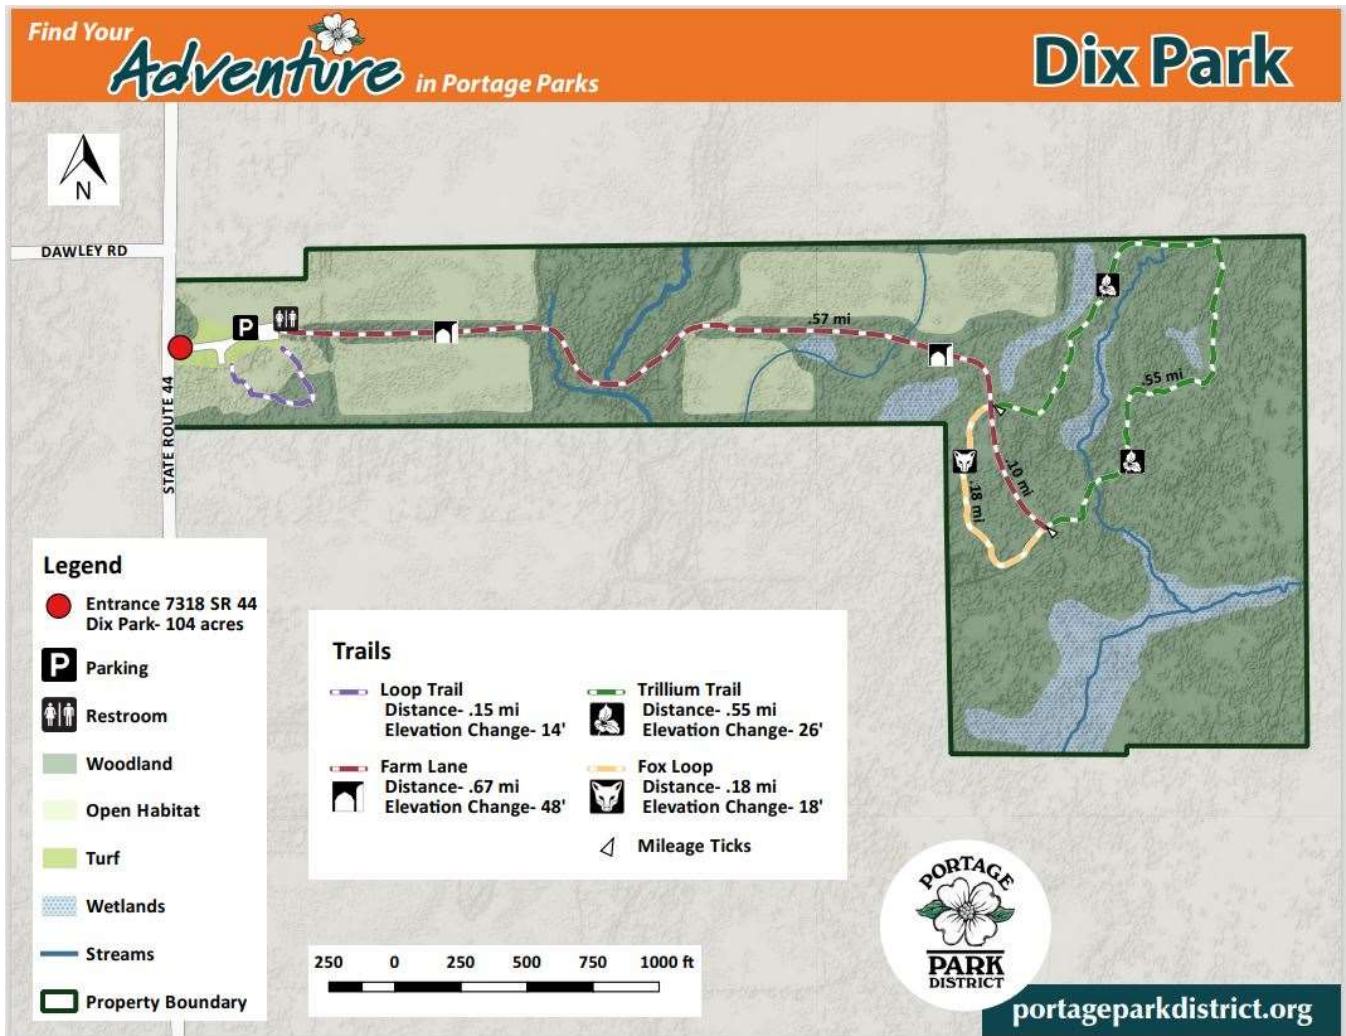 Find Your
Adventure
in Portage Parks
Dix Park
N
DAWLEY RD
STATE ROUTE 44
P
.57 mi
.55 mi
.10 mi
.18 mi
Legend
Entrance 7318 SR 44
Dix Park- 104 acres
P
Parking
Restroom
Woodland
Open Habitat
Turf
Wetlands
Streams
Property Boundary
Trails
Loop Trail
Distance- .15 mi
Elevation Change- 14'
Farm Lane
Distance- .67 mi
Elevation Change- 48'
Trillium Trail
Distance- .55 mi
Elevation Change- 26'
Fox Loop
Distance- .18 mi
Elevation Change- 18'
Mileage Ticks
250 0 250 500 750 1000 ft
PORTAGE
PARK
DISTRICT
portageparkdistrict.org